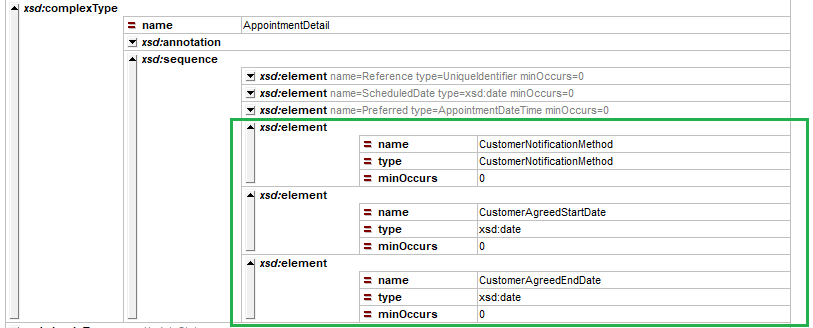 xsd:complexType
name AppointmentDetail
xsd:annotation
xsd:sequence
xsd:element name=Reference type=UniqueIdentifier minOccurs=0
xsd:element name=ScheduledDate type=xsd:date minOccurs=0
xsd:element name=Preferred type=AppointmentDateTime minOccurs=0
xsd:element
name CustomerNotificationMethod
type CustomerNotificationMethod
minOccurs 0
xsd:element
name CustomerAgreedStartDate
type xsd:date
minOccurs 0
xsd:element
name CustomerAgreedEndDate
type xsd:date
minOccurs 0